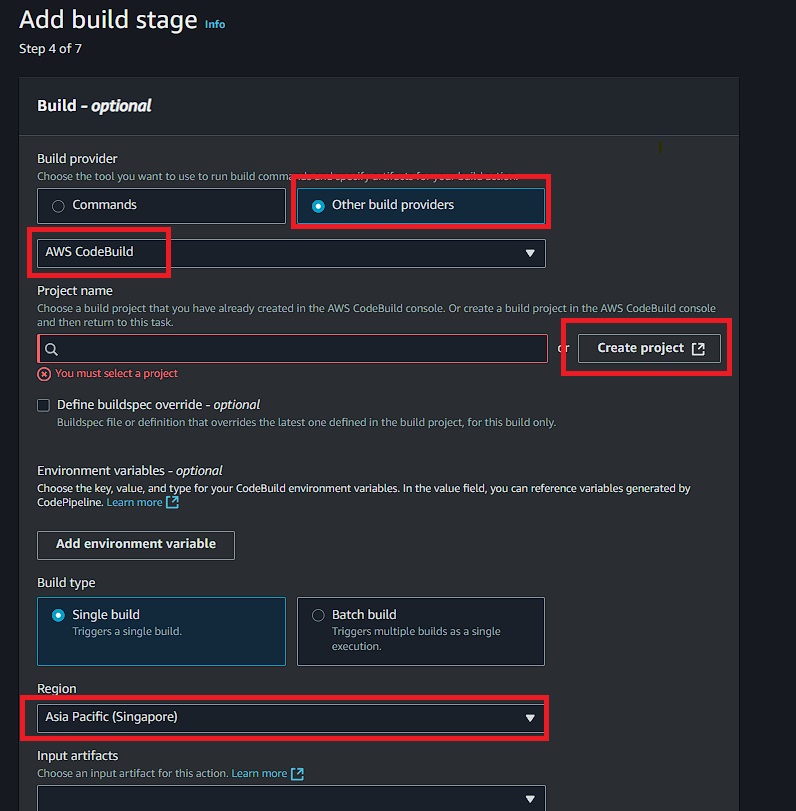 Add build stage Info
Step 4 of 7
Build – optional
Build provider
Choose the tool you want to use to run build commands and specify artifacts for your build action.
Commands
Other build providers
AWS CodeBuild
Project name
Choose a build project that you have already created in the AWS CodeBuild console. Or create a build project in the AWS CodeBuild console
and then return to this task.
or
Create project
You must select a project
Define buildspec override - optional
Buildspec file or definition that overrides the latest one defined in the build project, for this build only.
Environment variables - optional
Choose the key, value, and type for your CodeBuild environment variables. In the value field, you can reference variables generated by
CodePipeline. Learn more
Add environment variable
Build type
Single build
Triggers a single build.
Batch build
Triggers multiple builds as a single
execution.
Region
Asia Pacific (Singapore)
Input artifacts
Choose an input artifact for this action. Learn more